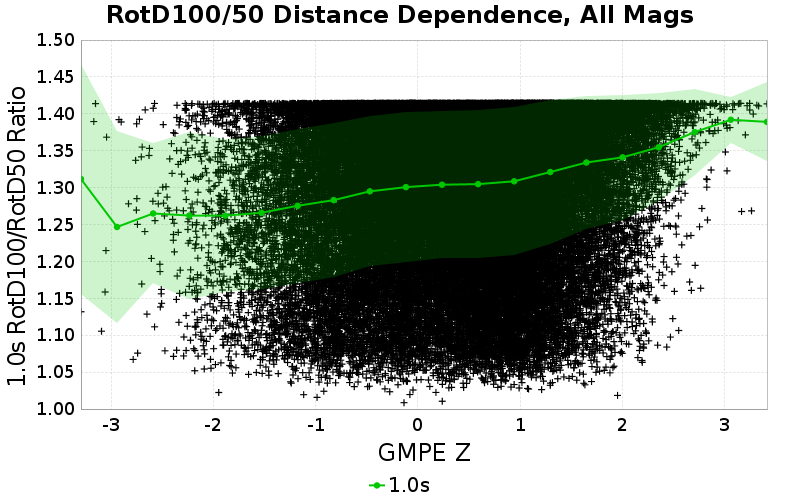 RotD100/50 Distance Dependence, All Mags
1.0s RotD100/RotD50 Ratio
1.50
1.45
1.40
1.35
1.30
1.25
1.20
1.15
1.10
1.05
1.00
-3 -2 -1 0 1 2 3
GMPE Z
1.0s